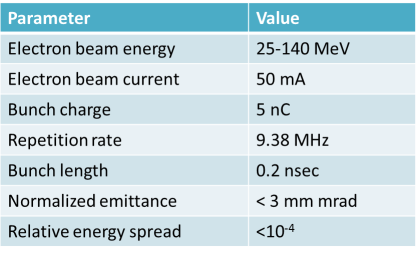 Parameter Value
Electron beam energy 25-140 MeV
Electron beam current 50 mA
Bunch charge 5 nC
Repetition rate 9.38 MHz
Bunch length 0.2 nsec
Normalized emittance < 3 mm mrad
Relative energy spread <10⁻⁴